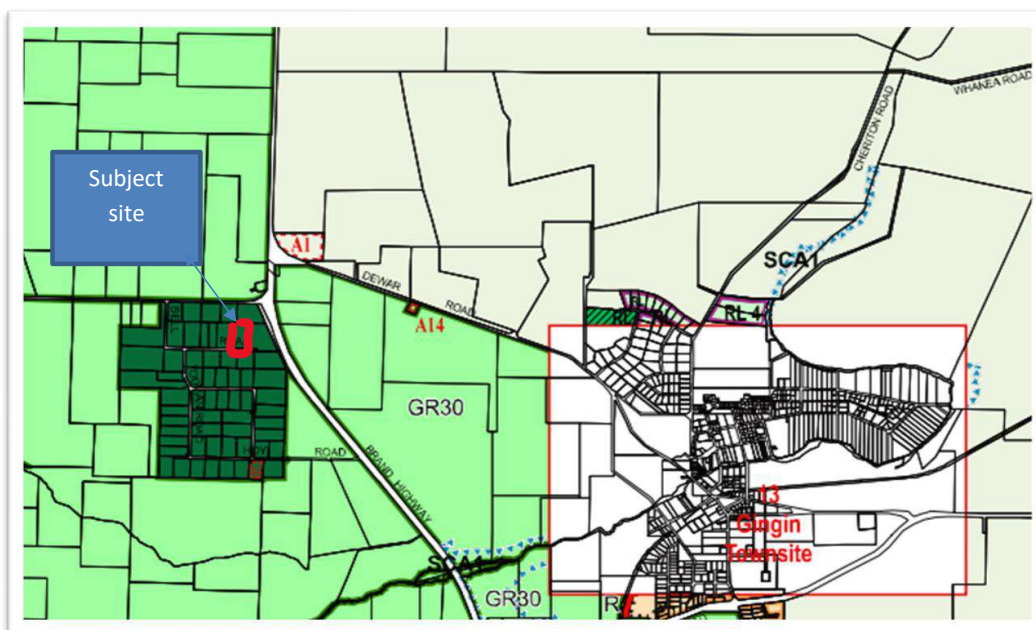 WHAKEA ROAD
CHERITON ROAD
Subject
site
A1
SCA1
DEWAR
ROAD
A14
RL 4
GR30
ROAD
BRAND HIGHWAY
13
Gingin
Townsite
SCA1
GR30